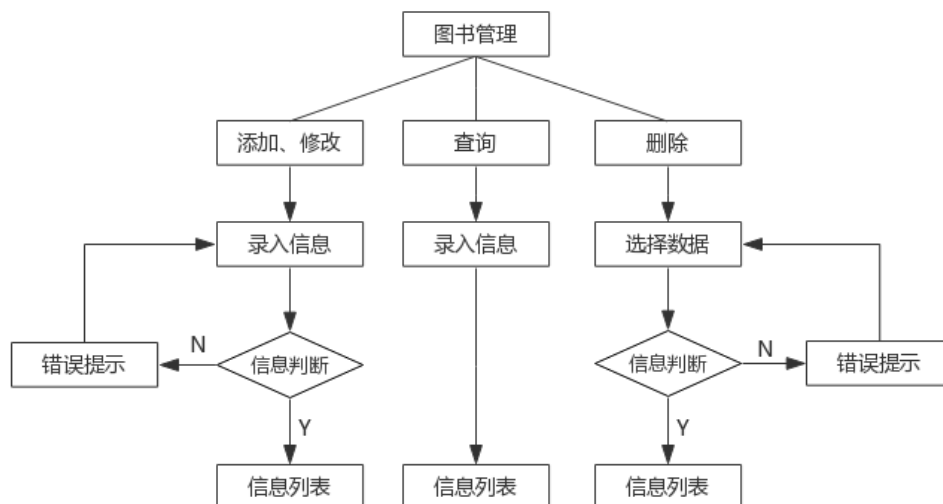 图书管理
添加、修改
查询
删除
录入信息
录入信息
选择数据
错误提示
N
信息判断
信息判断
N
错误提示
Y
Y
信息列表
信息列表
信息列表